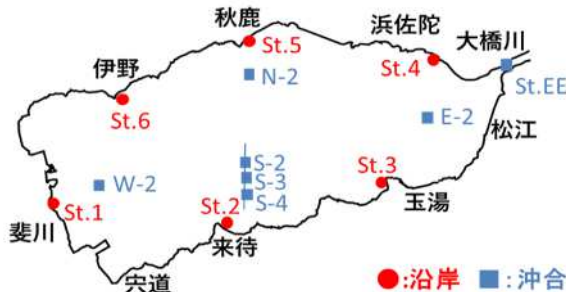 秋鹿
浜佐陀
大橋川
St.5
St.4
伊野
N-2
St.EE
St.6
E-2
松江
S-2
W-2
S-3
St.3
S-4
St.1
St.2
玉湯
斐川
来待
宍道
●:沿岸 ■:沖合